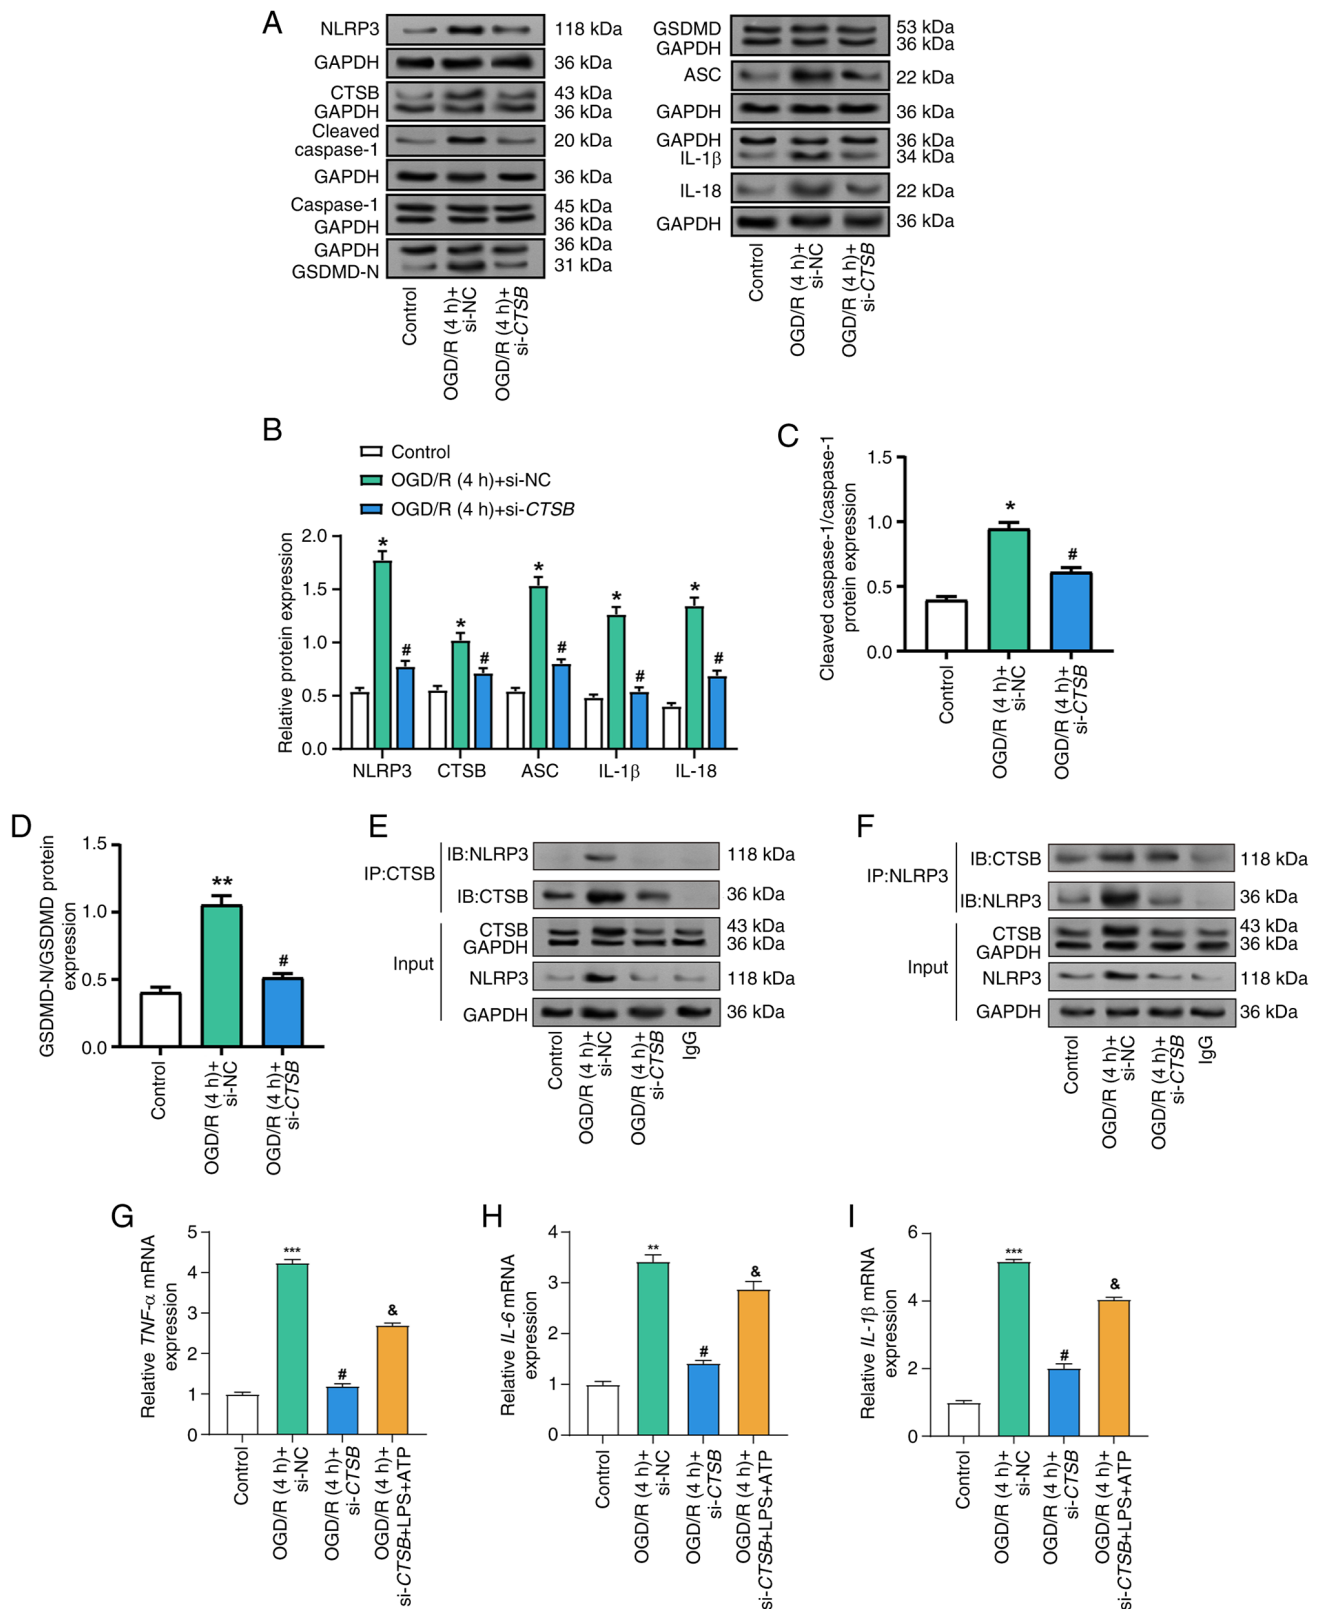 A
NLRP3 118 kDa
GAPDH 36 kDa
CTSB 43 kDa
GAPDH 36 kDa
Cleaved
caspase-1 20 kDa
GAPDH 36 kDa
Caspase-1 45 kDa
GAPDH 36 kDa
GAPDH 36 kDa
GSDMD-N 31 kDa
Control
OGD/R (4 h)+
si-NC
OGD/R (4 h)+
si-CTSB
GSDMD 53 kDa
GAPDH 36 kDa
ASC 22 kDa
GAPDH 36 kDa
GAPDH 36 kDa
IL-1β 34 kDa
IL-18 22 kDa
GAPDH 36 kDa
Control
OGD/R (4 h)+
si-NC
OGD/R (4 h)+
si-CTSB
B
Control
OGD/R (4 h)+si-NC
OGD/R (4 h)+si-CTSB
Relative protein expression
2.0
1.5
1.0
0.5
0.0
* # * # * # * # * #
NLRP3 CTSB ASC IL-1β IL-18
C
Cleaved caspase-1/caspase-1
protein expression
1.5
1.0
0.5
0.0
* #
Control
OGD/R (4 h)+
si-NC
OGD/R (4 h)+
si-CTSB
D
GSDMD-N/GSDMD protein
expression
1.5
1.0
0.5
0.0
** #
Control
OGD/R (4 h)+
si-NC
OGD/R (4 h)+
si-CTSB
E
IP:CTSB
IB:NLRP3 118 kDa
IB:CTSB 36 kDa
Input
CTSB 43 kDa
GAPDH 36 kDa
NLRP3 118 kDa
GAPDH 36 kDa
Control
OGD/R (4 h)+
si-NC
OGD/R (4 h)+
si-CTSB
IgG
F
IP:NLRP3
IB:CTSB 118 kDa
IB:NLRP3 36 kDa
Input
CTSB 43 kDa
GAPDH 36 kDa
NLRP3 118 kDa
GAPDH 36 kDa
Control
OGD/R (4 h)+
si-NC
OGD/R (4 h)+
si-CTSB
IgG
G
Relative TNF-α mRNA
expression
5
4
3
2
1
0
*** # &
Control
OGD/R (4 h)+
si-NC
OGD/R (4 h)+
si-CTSB
OGD/R (4 h)+
si-CTSB+LPS+ATP
H
Relative IL-6 mRNA
expression
4
3
2
1
0
** # &
Control
OGD/R (4 h)+
si-NC
OGD/R (4 h)+
si-CTSB
OGD/R (4 h)+
si-CTSB+LPS+ATP
I
Relative IL-1β mRNA
expression
6
4
2
0
*** # &
Control
OGD/R (4 h)+
si-NC
OGD/R (4 h)+
si-CTSB
OGD/R (4 h)+
si-CTSB+LPS+ATP